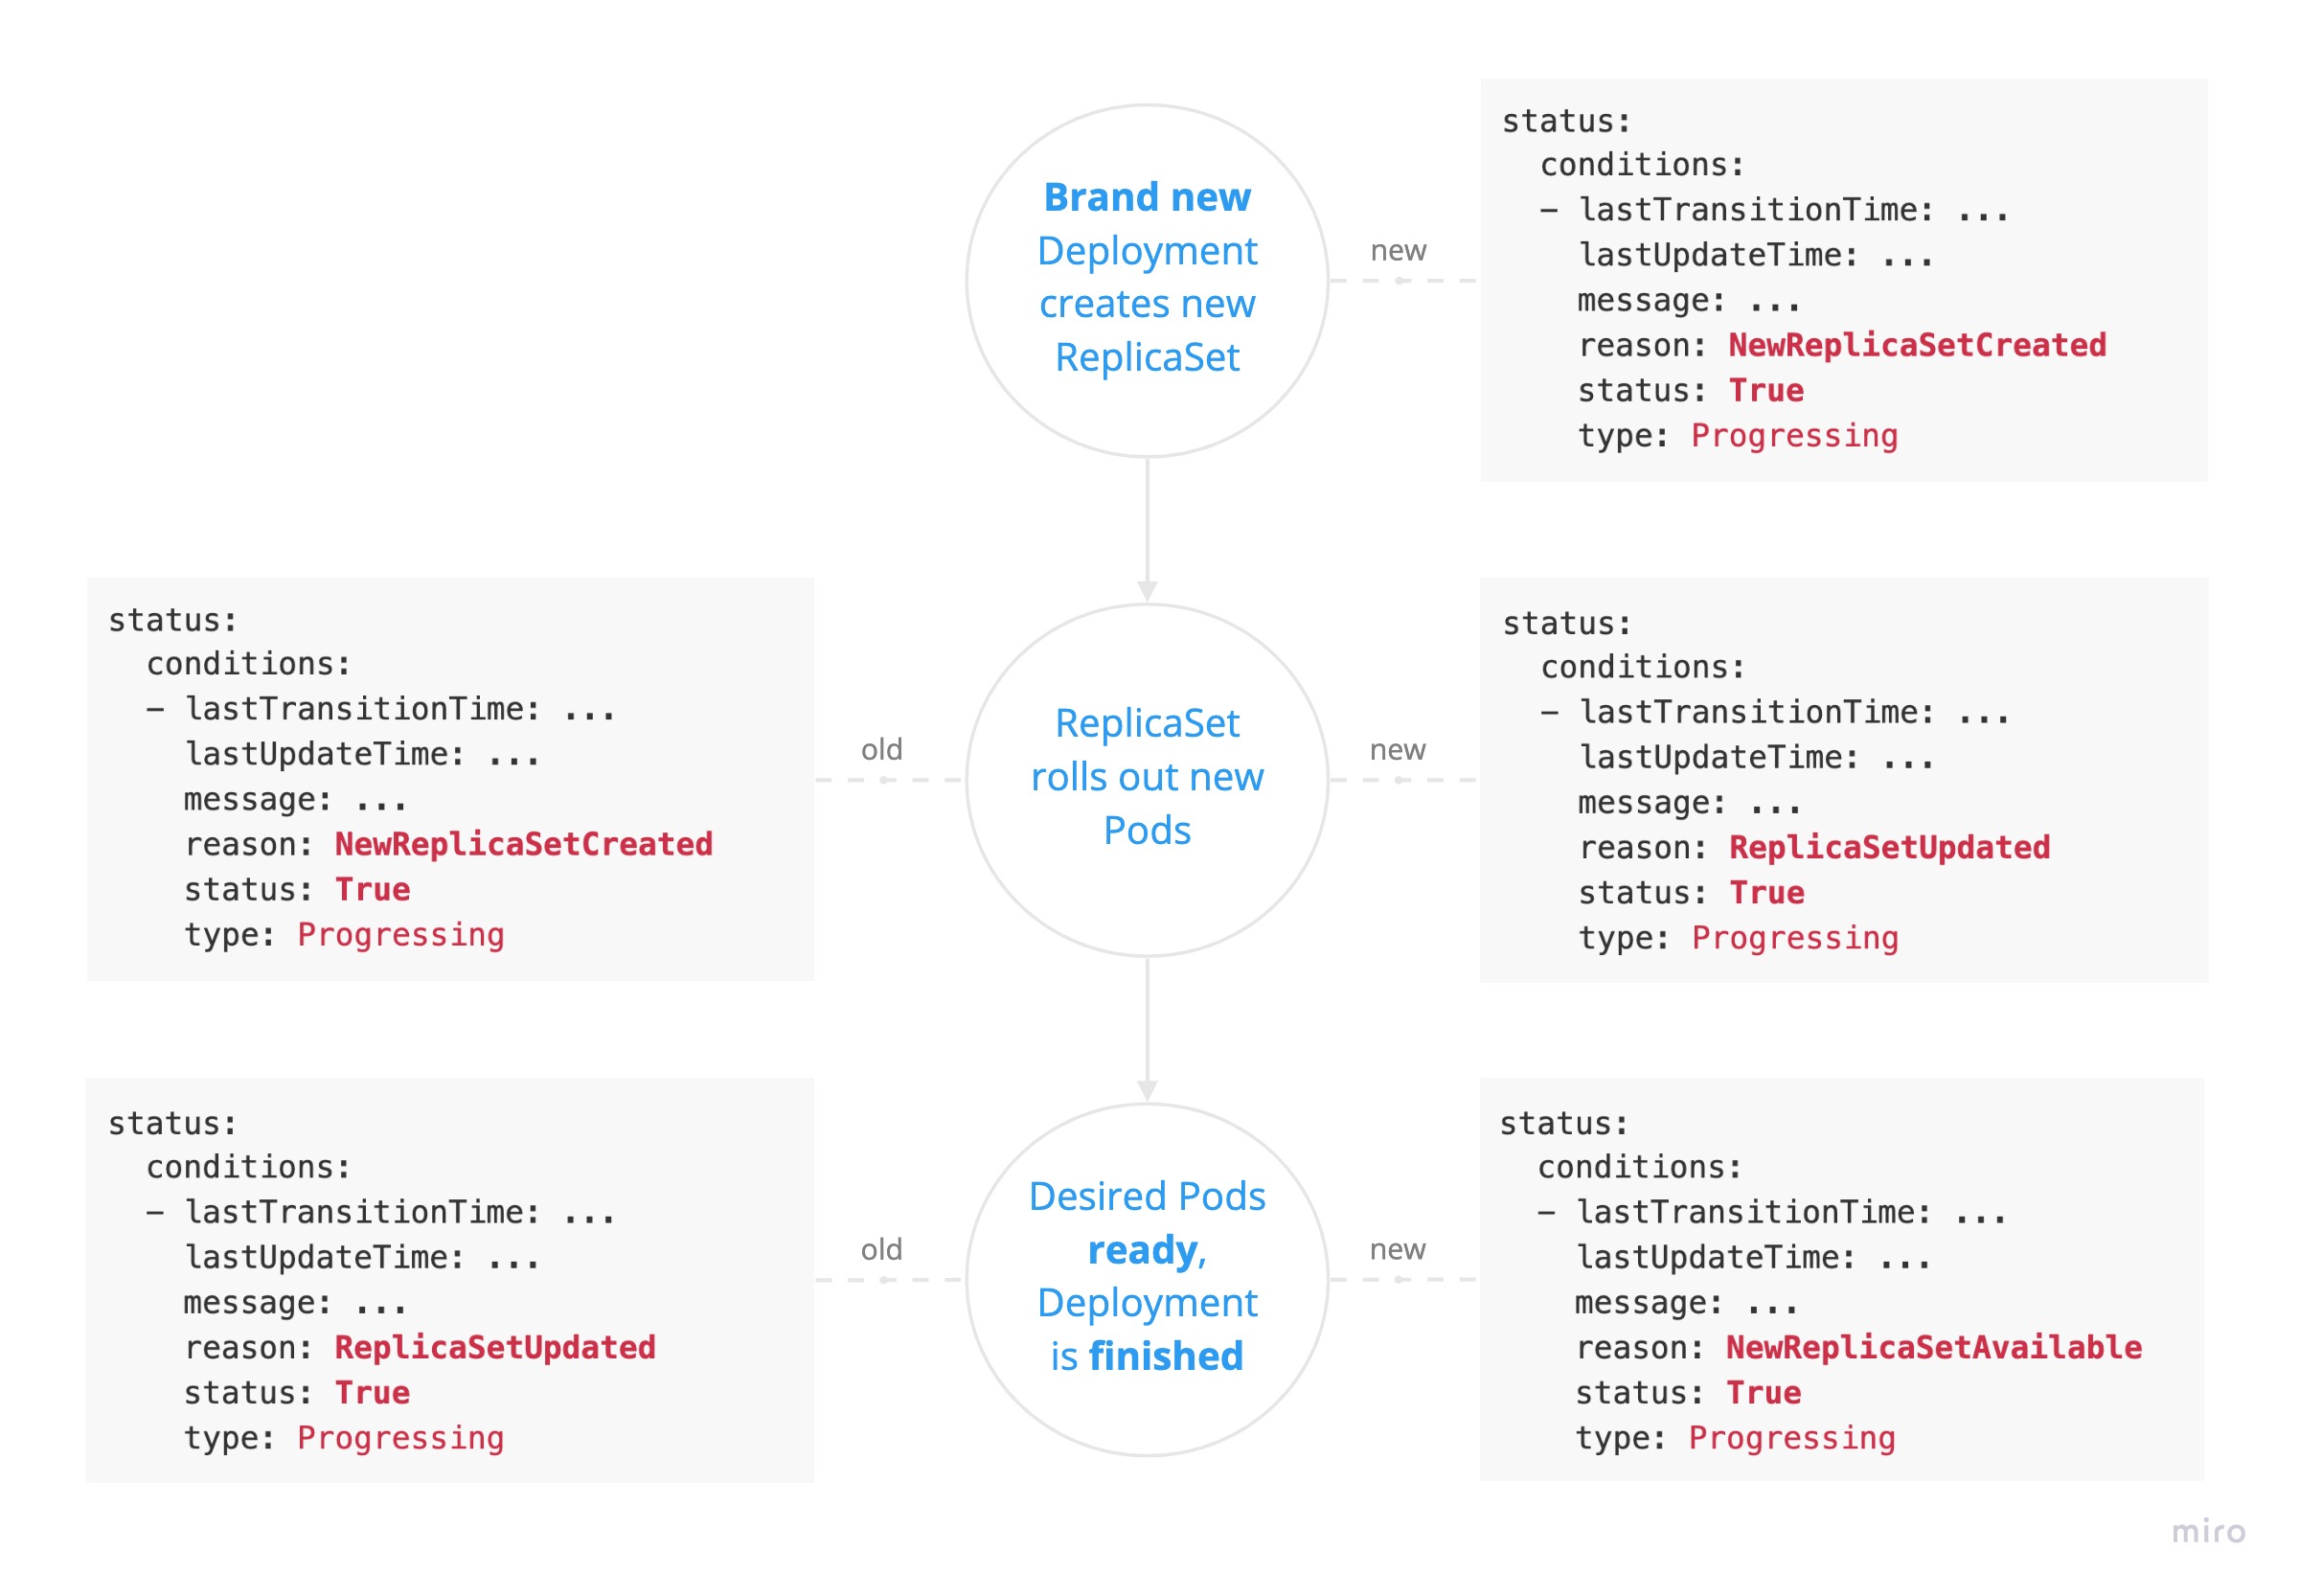 Brand new
Deployment
creates new
ReplicaSet
new
status:
  conditions:
  - lastTransitionTime: ...
    lastUpdateTime: ...
    message: ...
    reason: NewReplicaSetCreated
    status: True
    type: Progressing
status:
  conditions:
  - lastTransitionTime: ...
    lastUpdateTime: ...
    message: ...
    reason: NewReplicaSetCreated
    status: True
    type: Progressing
old
ReplicaSet
rolls out new
Pods
new
status:
  conditions:
  - lastTransitionTime: ...
    lastUpdateTime: ...
    message: ...
    reason: ReplicaSetUpdated
    status: True
    type: Progressing
status:
  conditions:
  - lastTransitionTime: ...
    lastUpdateTime: ...
    message: ...
    reason: ReplicaSetUpdated
    status: True
    type: Progressing
old
Desired Pods
ready,
Deployment
is finished
new
status:
  conditions:
  - lastTransitionTime: ...
    lastUpdateTime: ...
    message: ...
    reason: NewReplicaSetAvailable
    status: True
    type: Progressing
miro